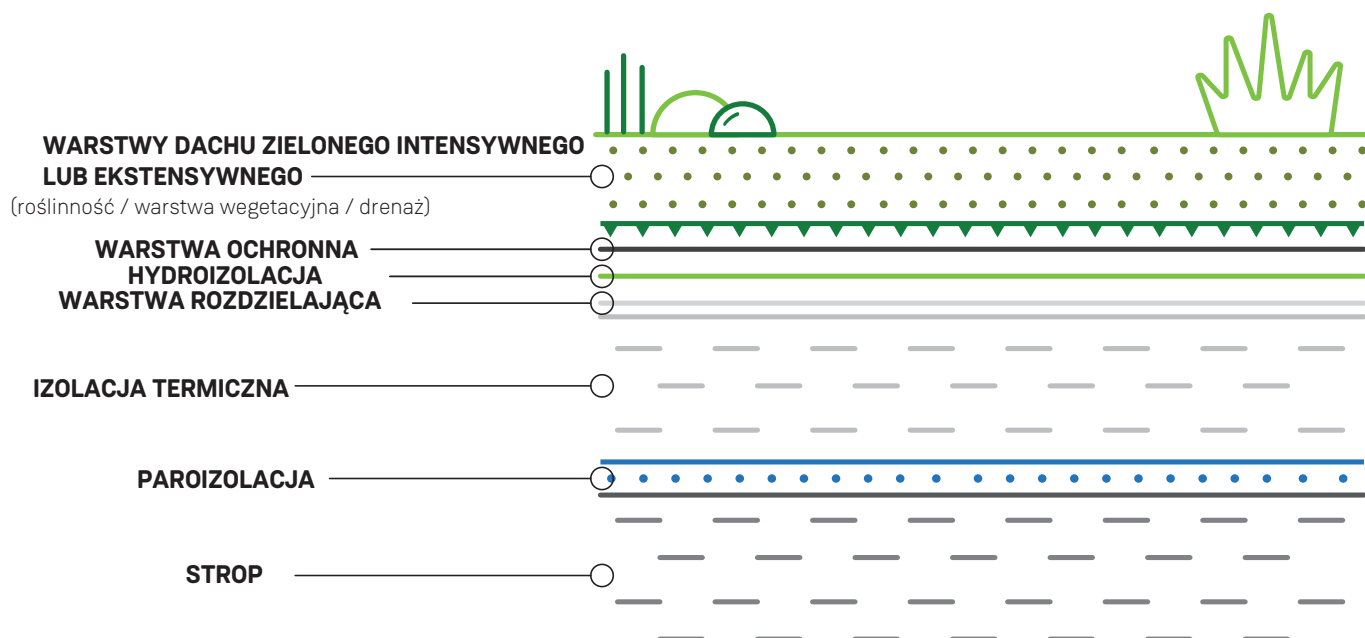 WARSTWY DACHU ZIELONEGO INTENSYWNEGO
LUB EKSTENSYWNEGO
(roślinność / warstwa wegetacyjna / drenaż)
WARSTWA OCHRONNA
HYDROIZOLACJA
WARSTWA ROZDZIELAJĄCA
IZOLACJA TERMICZNA
PAROIZOLACJA
STROP